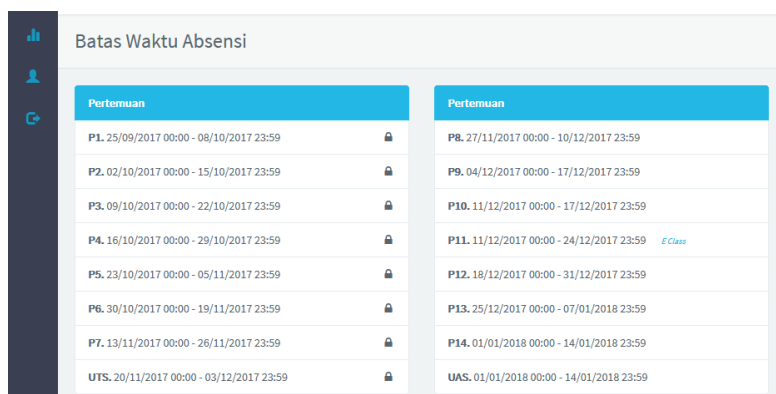 Batas Waktu Absensi
Pertemuan
P1. 25/09/2017 00:00 - 08/10/2017 23:59
P2. 02/10/2017 00:00 - 15/10/2017 23:59
P3. 09/10/2017 00:00 - 22/10/2017 23:59
P4. 16/10/2017 00:00 - 29/10/2017 23:59
P5. 23/10/2017 00:00 - 05/11/2017 23:59
P6. 30/10/2017 00:00 - 19/11/2017 23:59
P7. 13/11/2017 00:00 - 26/11/2017 23:59
UTS. 20/11/2017 00:00 - 03/12/2017 23:59
Pertemuan
P8. 27/11/2017 00:00 - 10/12/2017 23:59
P9. 04/12/2017 00:00 - 17/12/2017 23:59
P10. 11/12/2017 00:00 - 17/12/2018 23:59
P11. 11/12/2017 00:00 - 24/12/2017 23:59 E Class
P12. 18/12/2017 00:00 - 31/12/2017 23:59
P13. 25/12/2017 00:00 - 07/01/2018 23:59
P14. 01/01/2018 00:00 - 14/01/2018 23:59
UAS. 01/01/2018 00:00 - 14/01/2018 23:59